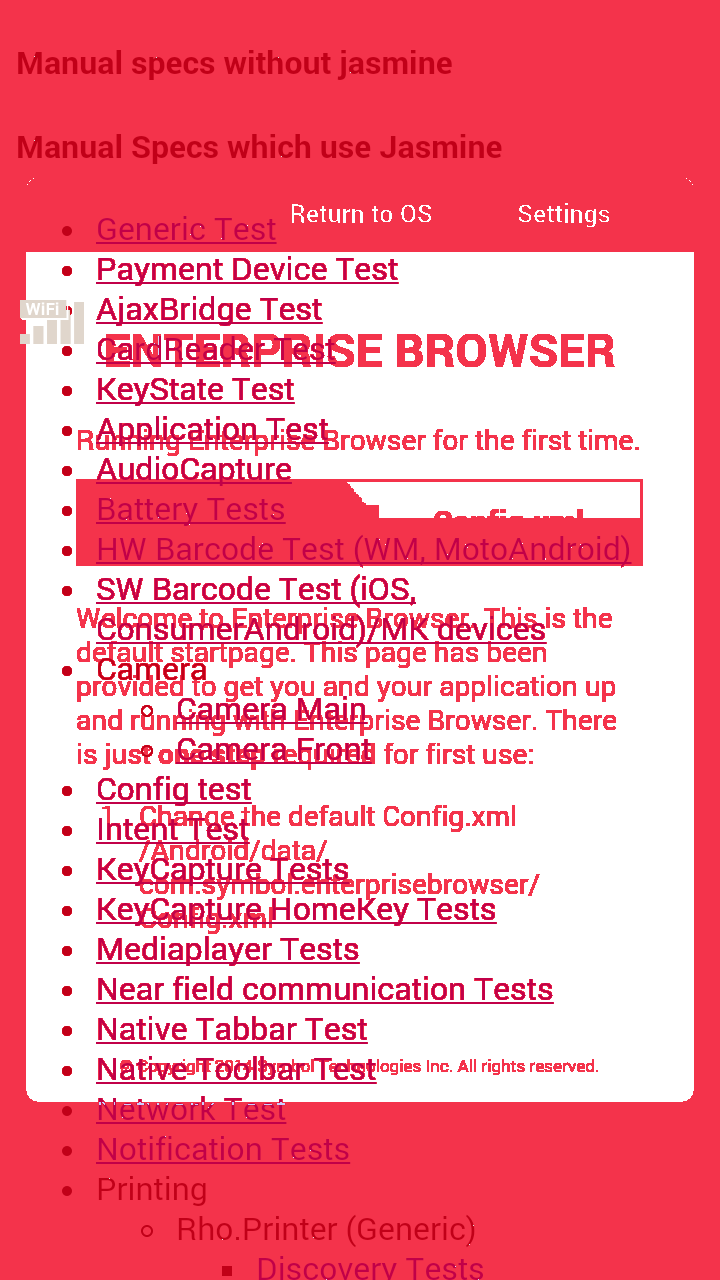 Manual specs without jasmine
Manual Specs which use Jasmine
Return to OS Settings
Generic Test
Payment Device Test
WiFi
AjaxBridge Test
CardReader Test
ENTERPRISE BROWSER
KeyState Test
Application Test
Running Enterprise Browser for the first time.
AudioCapture
Battery Tests
Config.xml
HW Barcode Test (WM, MotoAndroid)
SW Barcode Test (iOS,
ConsumerAndroid)/MK devices
Welcome to Enterprise Browser. This is the
default startpage. This page has been
provided to get you and your application up
and running with Enterprise Browser. There
is just one step required for first use:
Camera
Camera Main
Camera Front
Config test
1. Change the default Config.xml
/Android/data/
com.symbol.enterprisebrowser/
Config.xml
Intent Test
KeyCapture Tests
KeyCapture HomeKey Tests
Mediaplayer Tests
Near field communication Tests
Native Tabbar Test
Native Toolbar Test
© Copyright 2014 Symbol Technologies Inc. All rights reserved.
Network Test
Notification Tests
Printing
Rho.Printer (Generic)
Discovery Tests